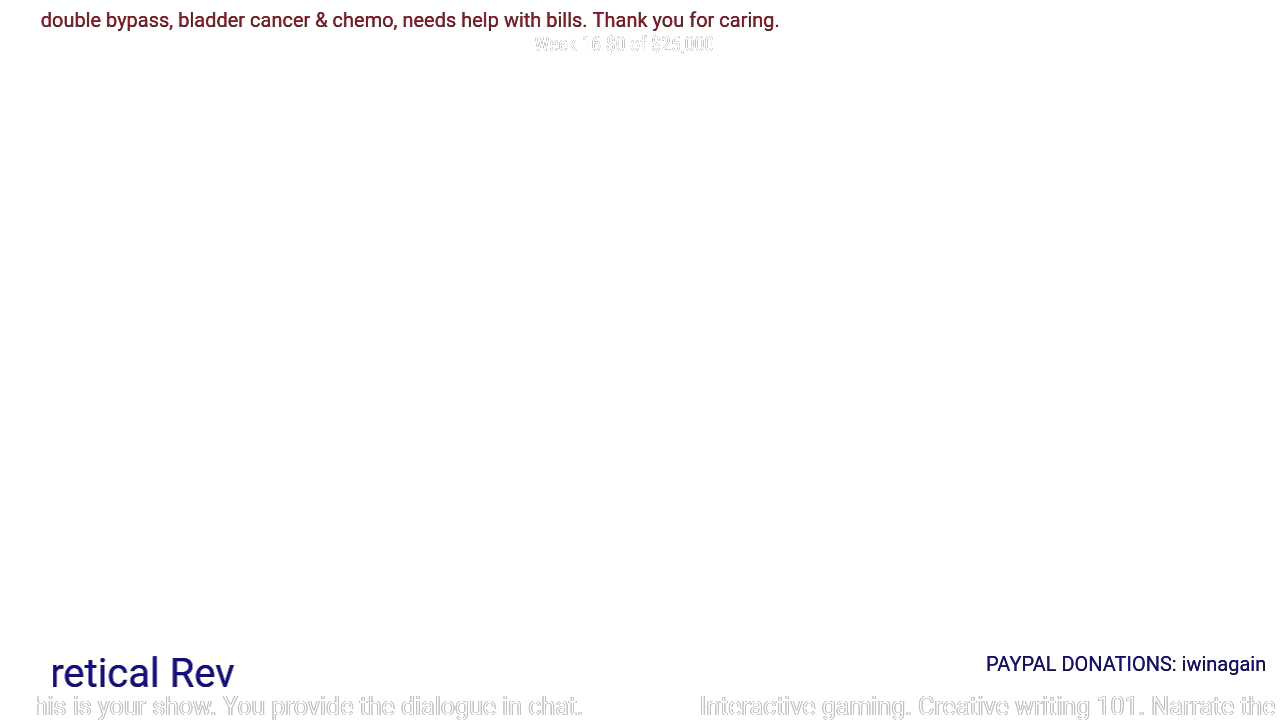 double bypass, bladder cancer & chemo, needs help with bills. Thank you for caring.
Week 16 $0 of $25,000
retical Rev
PAYPAL DONATIONS: iwinagain
his is your show. You provide the dialogue in chat. Interactive gaming. Creative writing 101. Narrate the